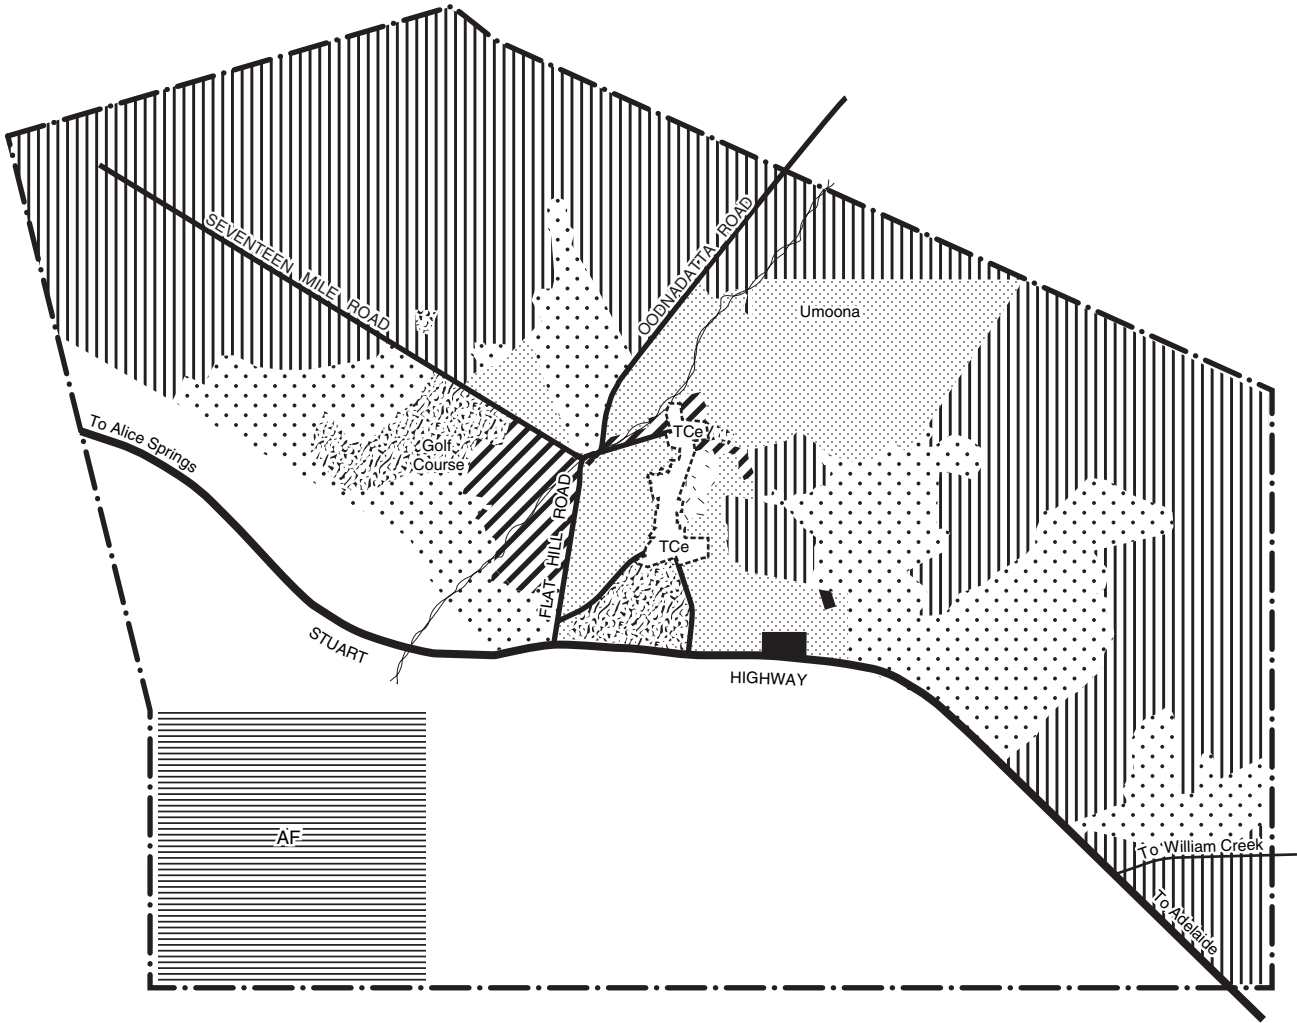 SEVENTEEN MILE ROAD
OODNADATTA ROAD
Umoona
To Alice Springs
Golf
Course
TCe
FLAT HILL ROAD
TCe
STUART
HIGHWAY
AF
To William Creek
To Adelaide